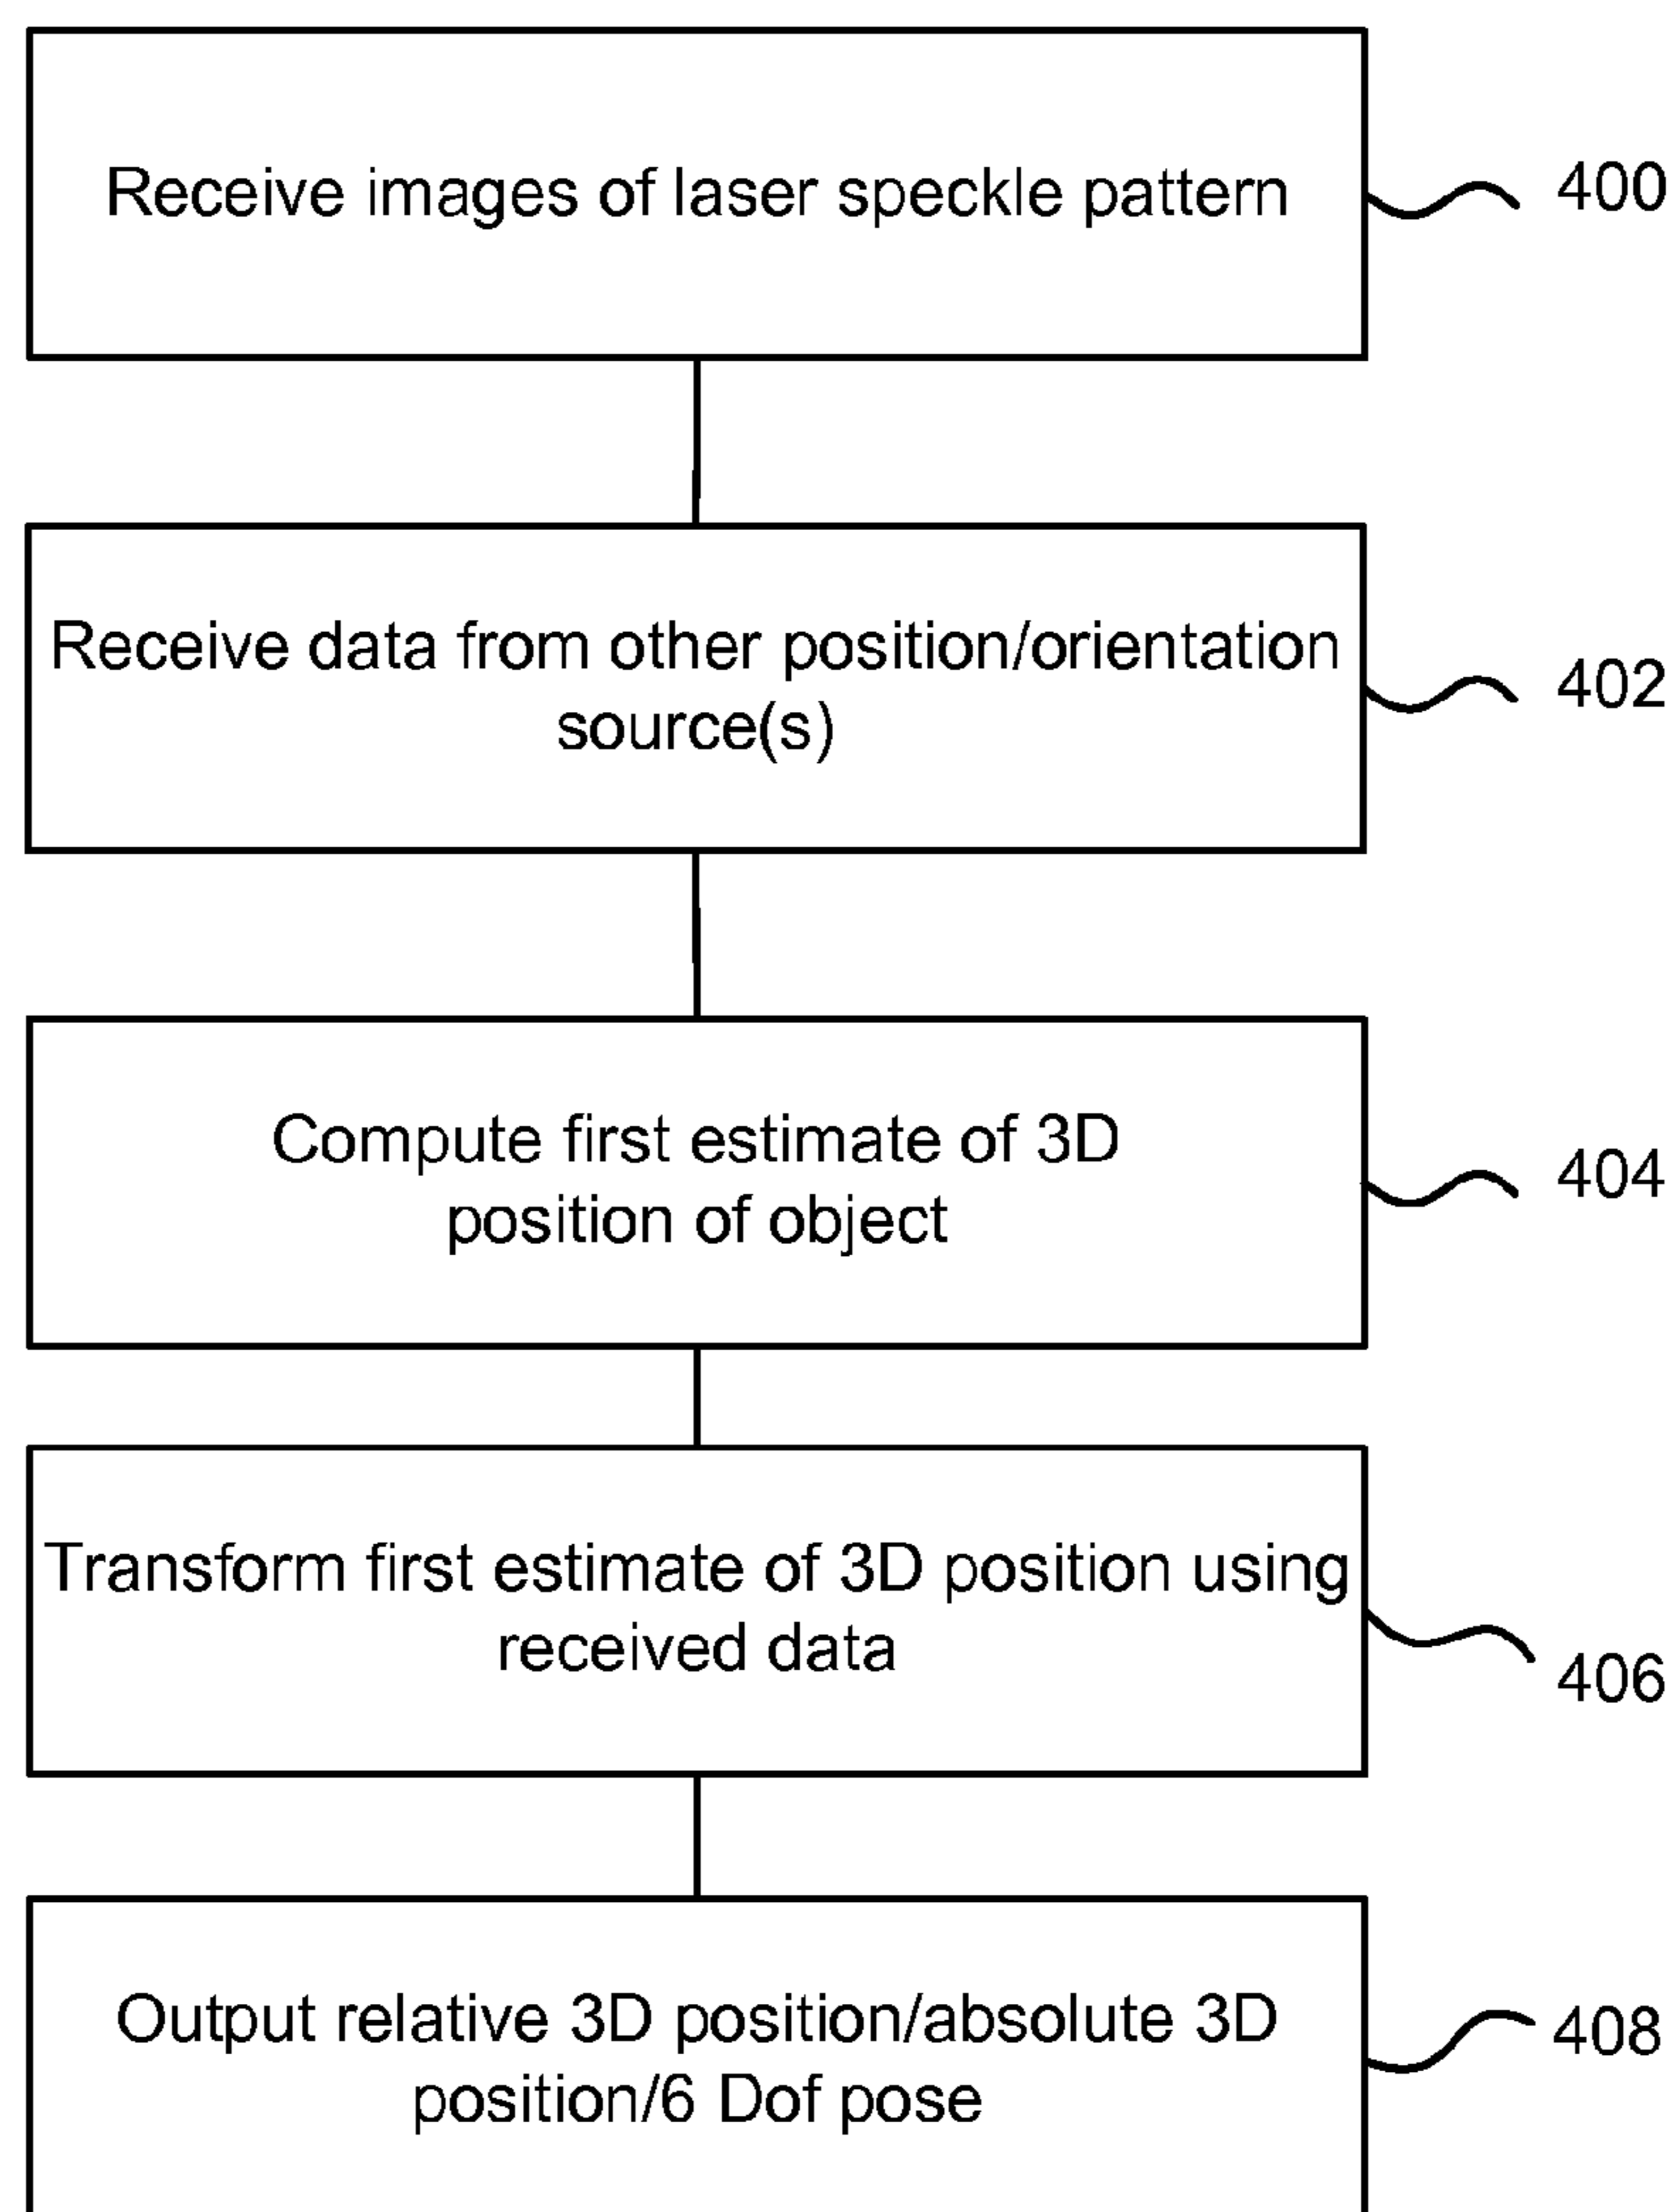 Receive images of laser speckle pattern
400
Receive data from other position/orientation
source(s)
402
Compute first estimate of 3D
position of object
404
Transform first estimate of 3D position using
received data
406
Output relative 3D position/absolute 3D
position/6 Dof pose
408